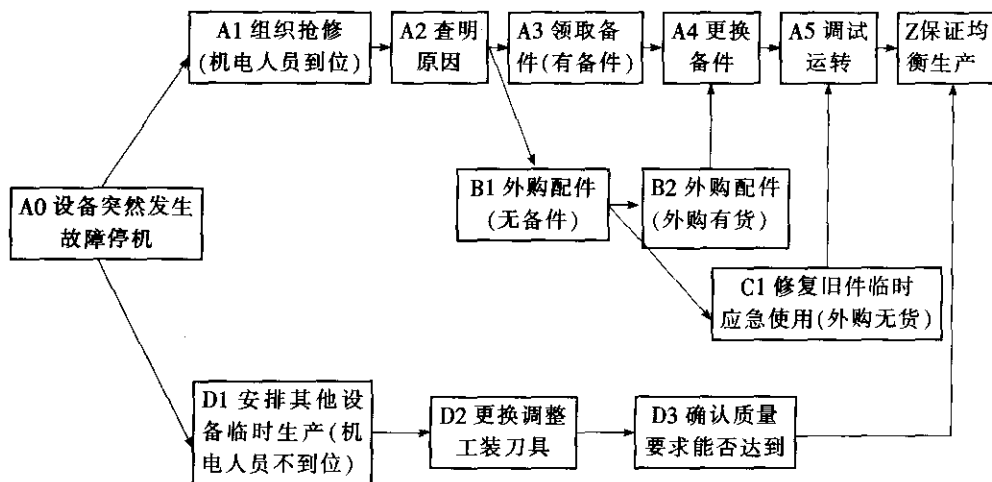 A1 组织抢修
(机电人员到位)
A2 查明
原因
A3 领取备
件(有备件)
A4 更换
备件
A5 调试
运转
Z保证均
衡生产
B1 外购配件
(无备件)
B2 外购配件
(外购有货)
A0 设备突然发生
故障停机
C1 修复旧件临时
应急使用(外购无货)
D1 安排其他设
备临时生产(机
电人员不到位)
D2 更换调整
工装刀具
D3 确认质量
要求能否达到